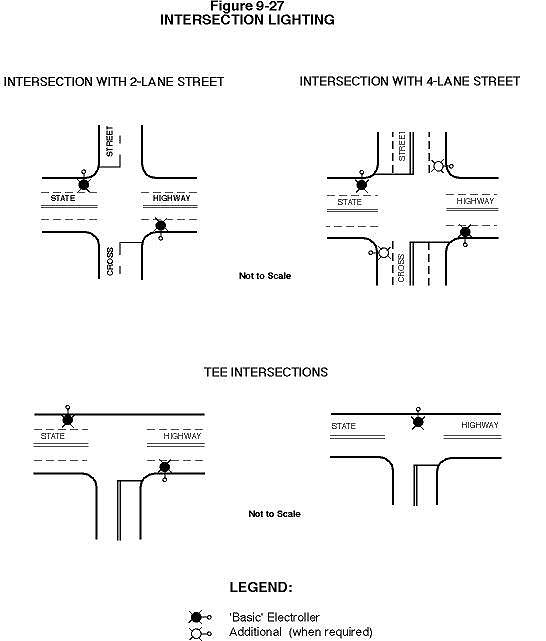 Figure 9-27
INTERSECTION LIGHTING
INTERSECTION WITH 2-LANE STREET
INTERSECTION WITH 4-LANE STREET
STREET
STATE
HIGHWAY
CROSS
STREET
STATE
HIGHWAY
CROSS
Not to Scale
TEE INTERSECTIONS
STATE
HIGHWAY
STATE
HIGHWAY
Not to Scale
LEGEND:
'Basic' Electroller
Additional (when required)